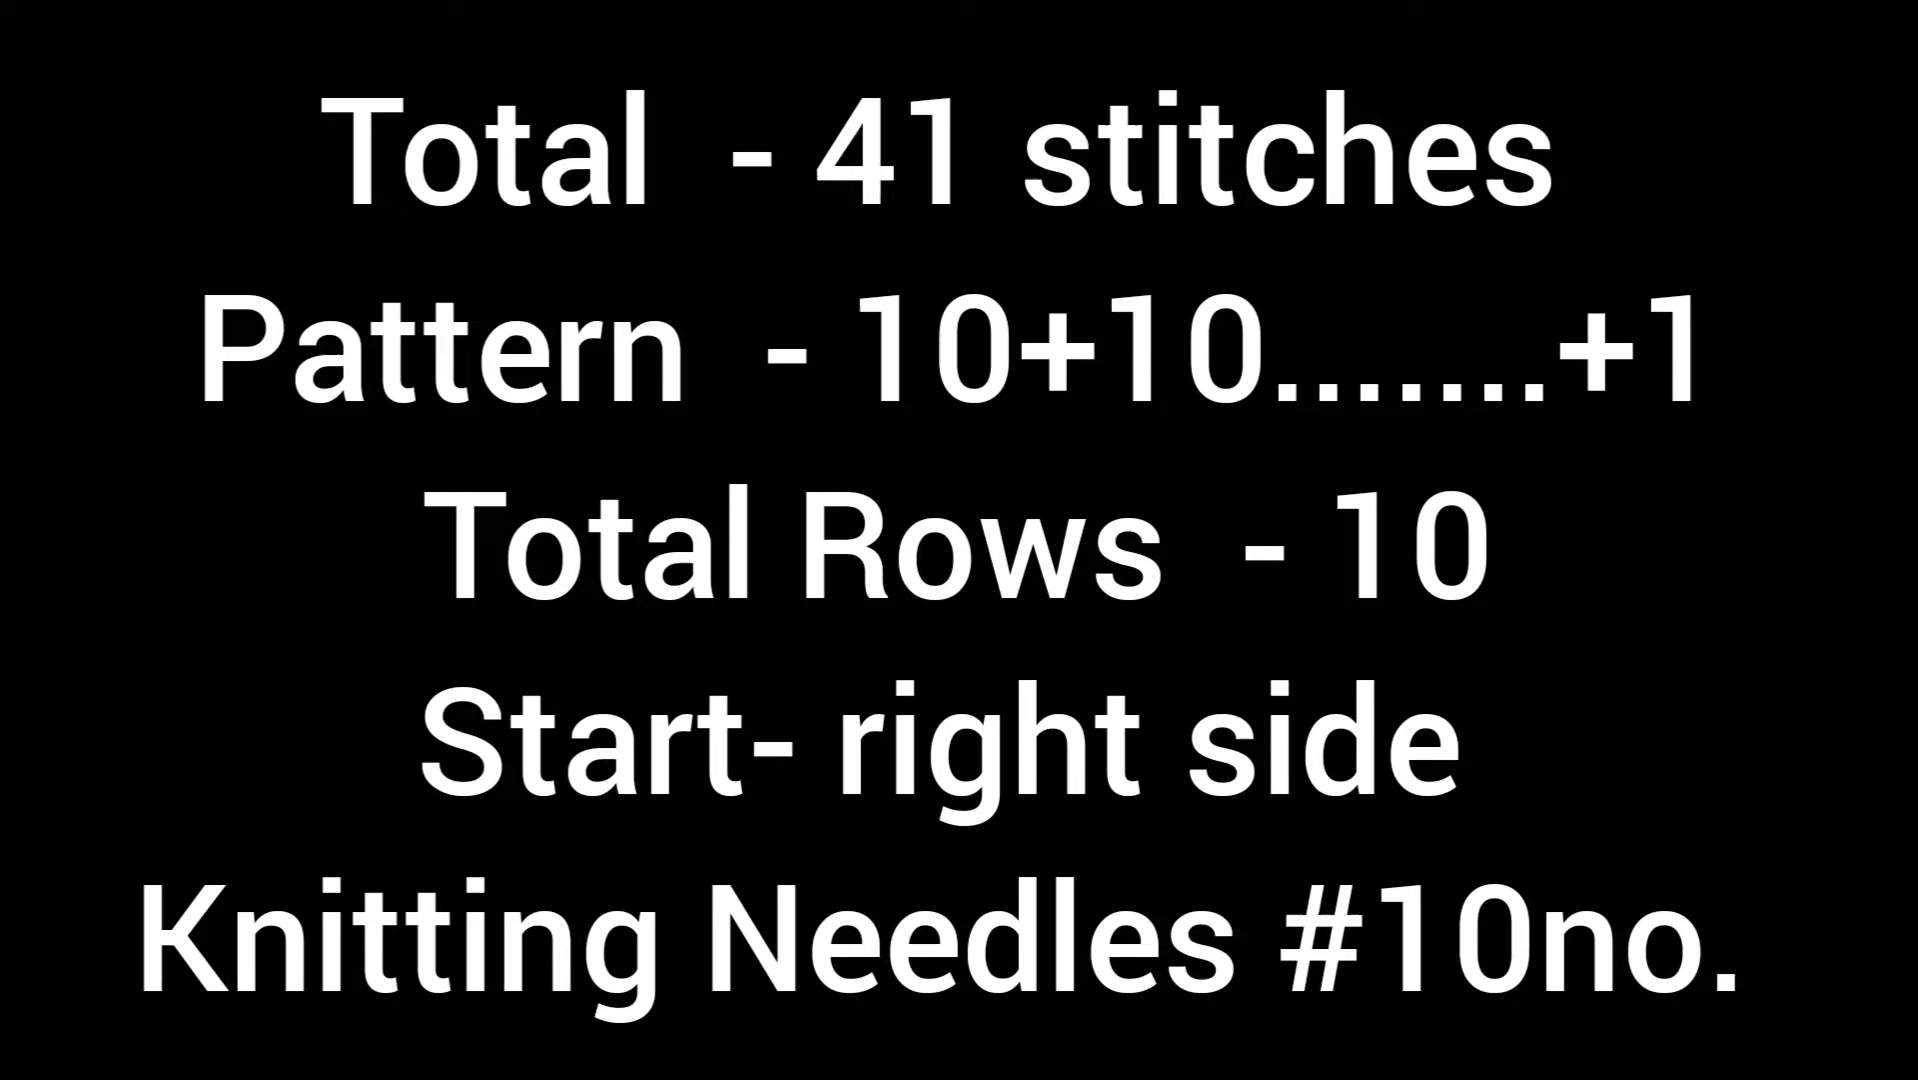 Total - 41 stitches
Pattern - 10+10.......+1
Total Rows - 10
Start- right side
Knitting Needles #10no.